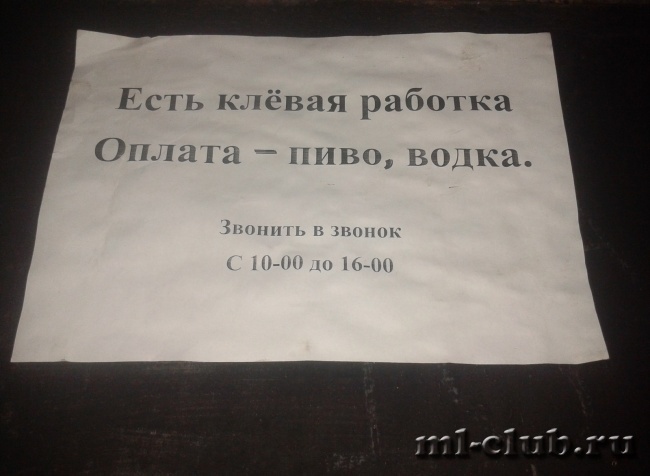 Есть клёвая работка
Оплата – пиво, водка.
Звонить в звонок
С 10-00 до 16-00
ml-club.ru